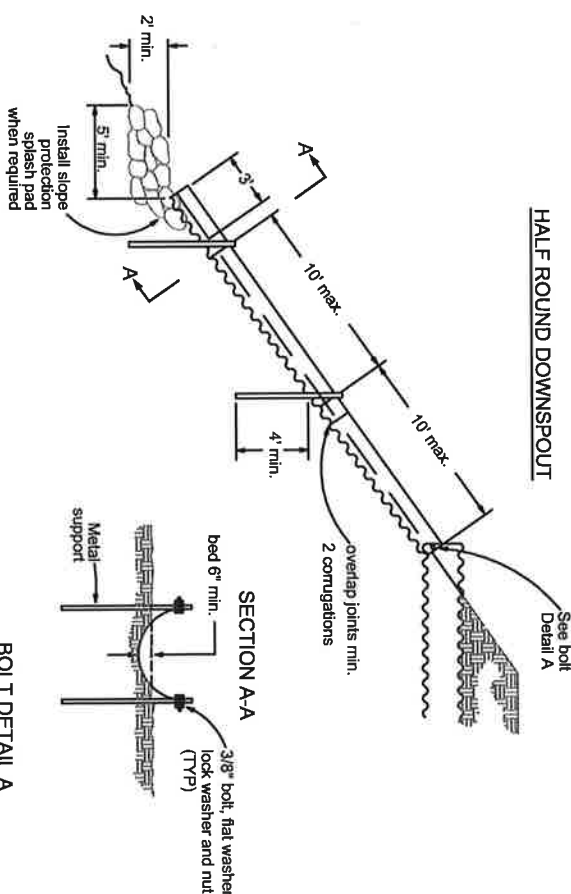 HALF ROUND DOWNSPOUT
See bolt
Detail A
10' max.
10' max.
3'
A
A
2' min.
5' min.
4' min.
Install slope
protection
splash pad
when required
overlap joints min.
2 corrugations
SECTION A-A
bed 6" min.
Metal
support
3/8" bolt, flat washer
lock washer and nut
(TYP)
BOLT DETAIL A